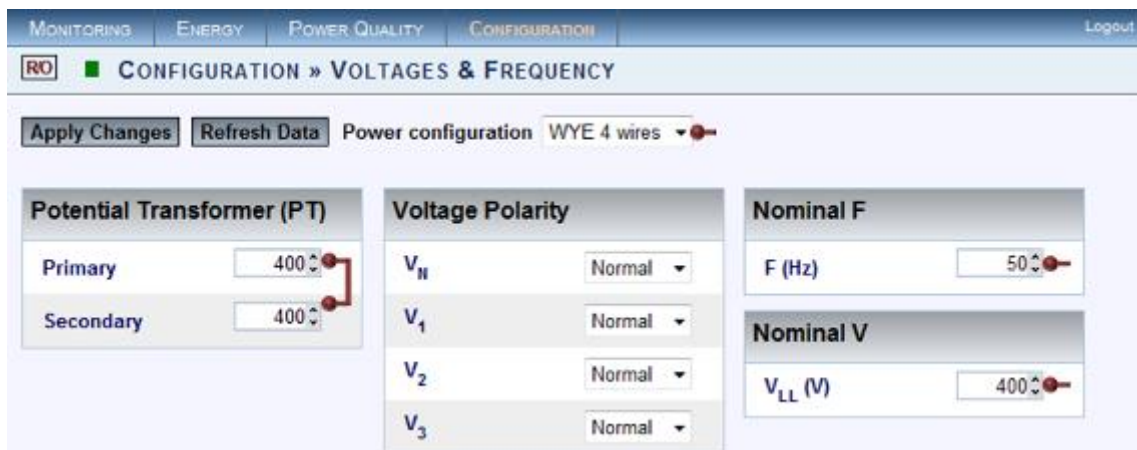 MONITORING ENERGY POWER QUALITY CONFIGURATION Logout
R/O CONFIGURATION » VOLTAGES & FREQUENCY
Apply Changes Refresh Data Power configuration WYE 4 wires
Potential Transformer (PT)
Primary 400
Secondary 400
Voltage Polarity
VN Normal
V1 Normal
V2 Normal
V3 Normal
Nominal F
F (Hz) 50
Nominal V
VLL (V) 400